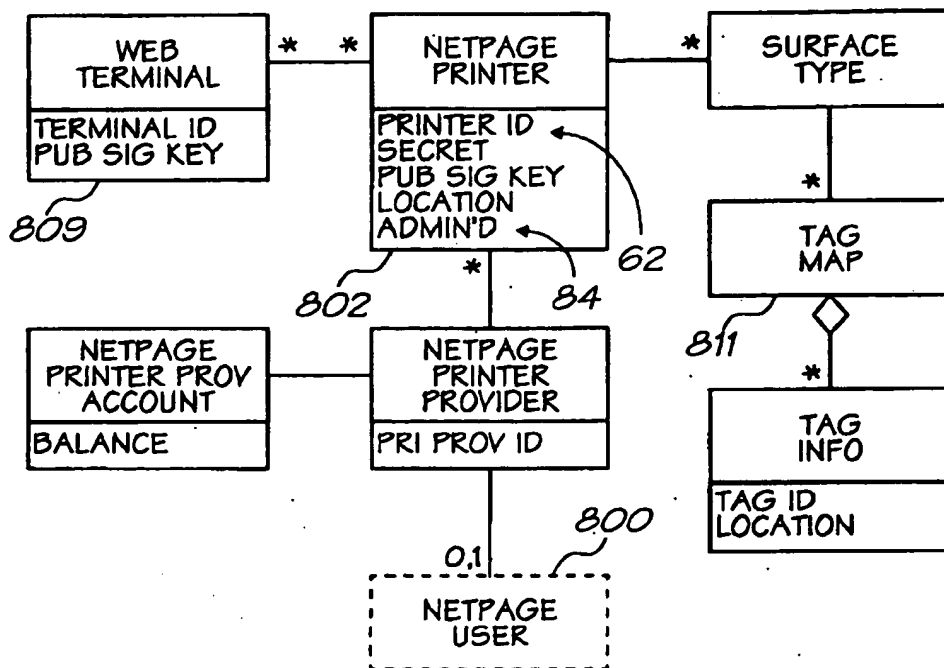 WEB
TERMINAL
TERMINAL ID
PUB SIG KEY
809
* *
NETPAGE
PRINTER
PRINTER ID
SECRET
PUB SIG KEY
LOCATION
ADMIN'D
802
62
84
*
*
SURFACE
TYPE
*
TAG
MAP
811
*
TAG
INFO
TAG ID
LOCATION
NETPAGE
PRINTER PROV
ACCOUNT
BALANCE
NETPAGE
PRINTER
PROVIDER
PRI PROV ID
0,1
800
NETPAGE
USER